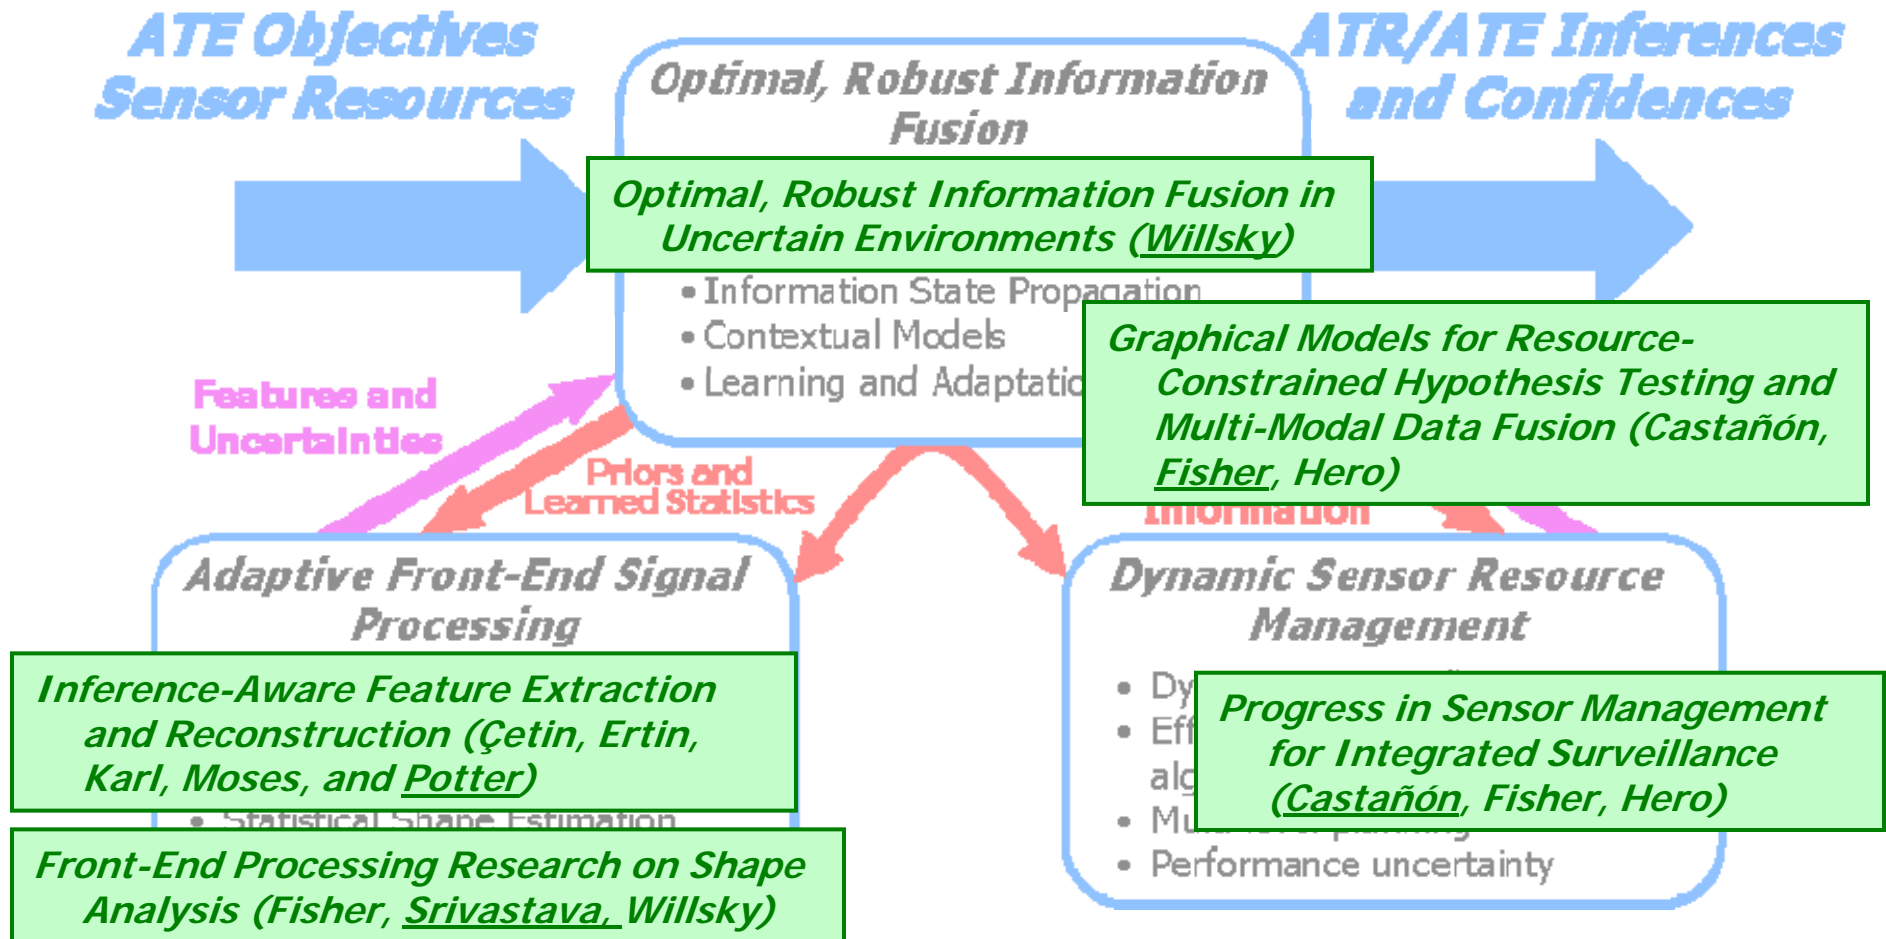 ATE Objectives
Sensor Resources
ATR/ATE Inferences
and Confidences
Optimal, Robust Information
Fusion
Optimal, Robust Information Fusion in
Uncertain Environments (Willsky)
• Information State Propagation
• Contextual Models
• Learning and
Graphical Models for Resource-
Constrained Hypothesis Testing and
Multi-Modal Data Fusion (Castañón,
Fisher, Hero)
Features and
Uncertainties
Priors and
Learned Statistics
Information
Adaptive Front-End Signal
Processing
Inference-Aware Feature Extraction
and Reconstruction (Çetin, Ertin,
Karl, Moses, and Potter)
• Statistical Shape Estimation
Front-End Processing Research on Shape
Analysis (Fisher, Srivastava, Willsky)
Dynamic Sensor Resource
Management
Progress in Sensor Management
for Integrated Surveillance
(Castañón, Fisher, Hero)
• Performance uncertainty